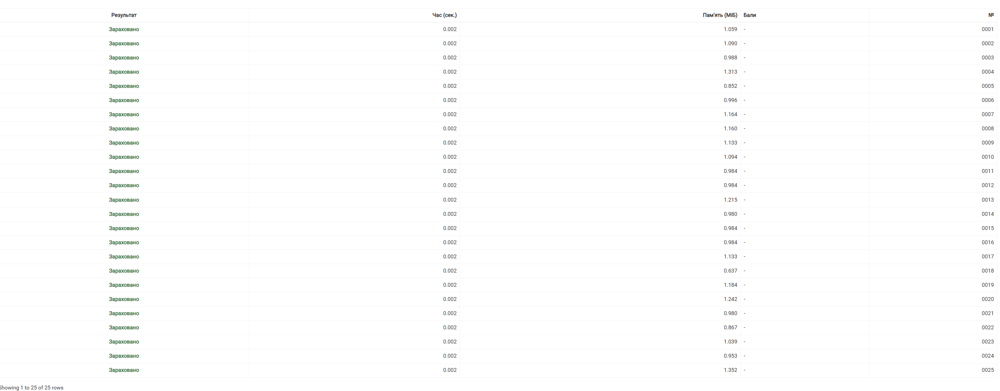 Результат Час (сек.) Пам'ять (МіБ) Бали №
Зараховано 0.002 1.059 - 0001
Зараховано 0.002 1.090 - 0002
Зараховано 0.002 0.988 - 0003
Зараховано 0.002 1.313 - 0004
Зараховано 0.002 0.852 - 0005
Зараховано 0.002 0.996 - 0006
Зараховано 0.002 1.164 - 0007
Зараховано 0.002 1.160 - 0008
Зараховано 0.002 1.133 - 0009
Зараховано 0.002 1.094 - 0010
Зараховано 0.002 0.984 - 0011
Зараховано 0.002 0.984 - 0012
Зараховано 0.002 1.215 - 0013
Зараховано 0.002 0.980 - 0014
Зараховано 0.002 0.984 - 0015
Зараховано 0.002 0.984 - 0016
Зараховано 0.002 1.133 - 0017
Зараховано 0.002 0.637 - 0018
Зараховано 0.002 1.184 - 0019
Зараховано 0.002 1.242 - 0020
Зараховано 0.002 0.980 - 0021
Зараховано 0.002 0.867 - 0022
Зараховано 0.002 1.039 - 0023
Зараховано 0.002 0.953 - 0024
Зараховано 0.002 1.352 - 0025
Showing 1 to 25 of 25 rows